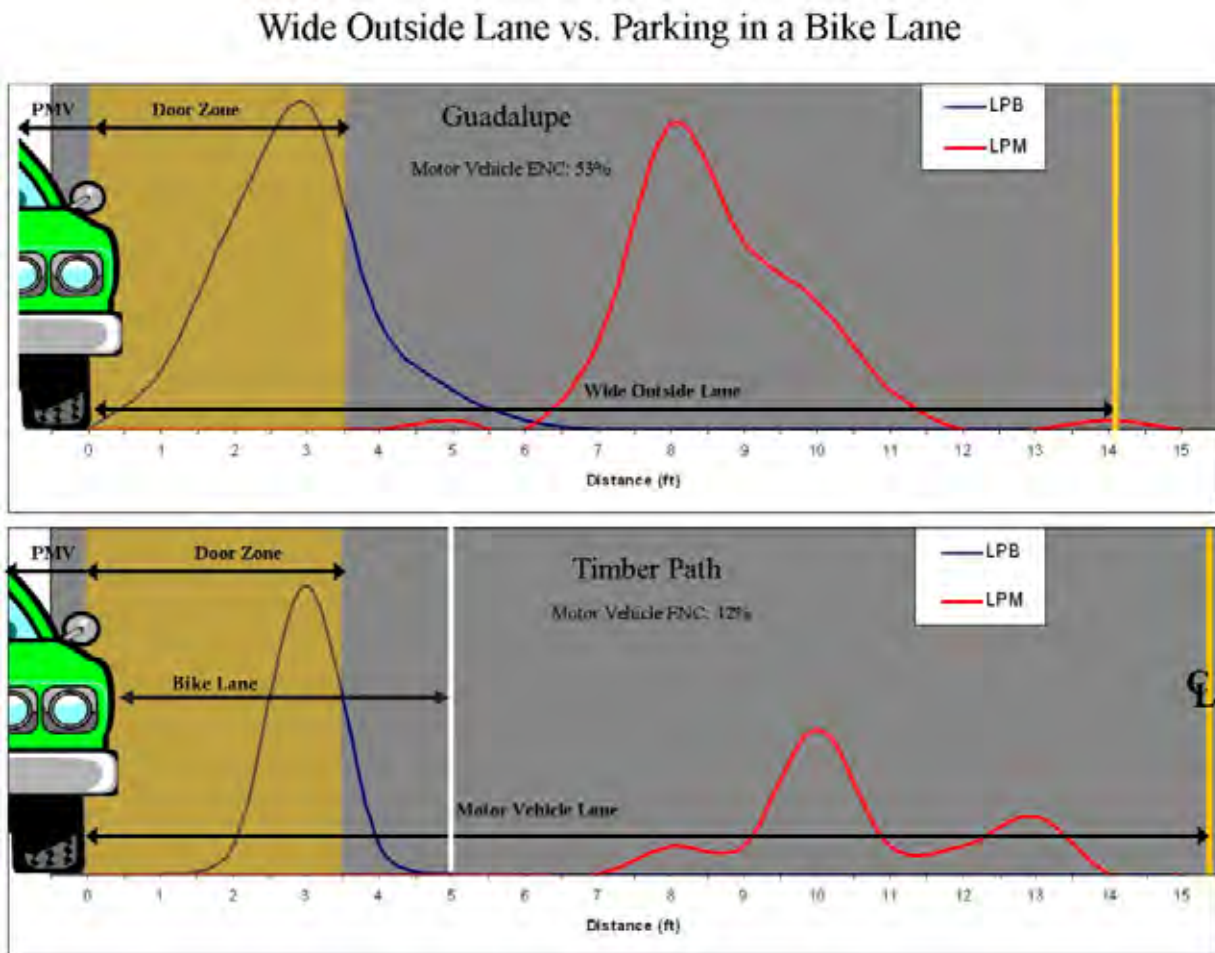 Wide Outside Lane vs. Parking in a Bike Lane
PMV
Door Zone
Guadalupe
Motor Vehicle ENC: 53%
LPB
LPM
Wide Outside Lane
0 1 2 3 4 5 6 7 8 9 10 11 12 13 14 15
Distance (ft)
PMV
Door Zone
Timber Path
Motor Vehicle ENC: 12%
LPB
LPM
Bike Lane
CL
Motor Vehicle Lane
0 1 2 3 4 5 6 7 8 9 10 11 12 13 14 15
Distance (ft)